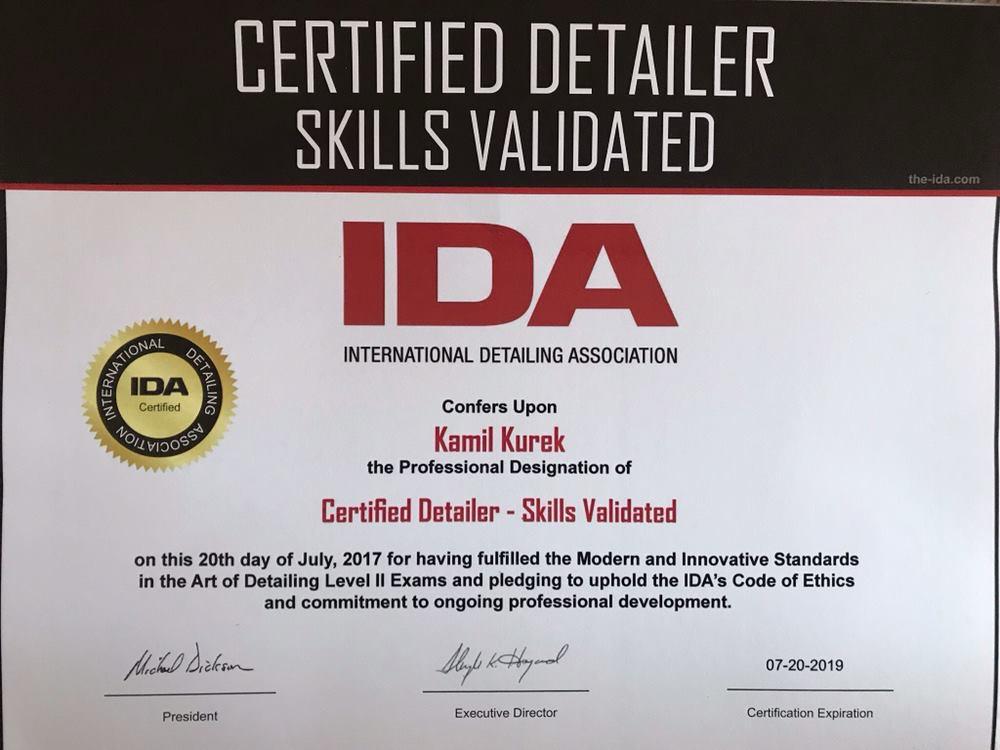 CERTIFIED DETAILER
SKILLS VALIDATED
the-ida.com
IDA
INTERNATIONAL DETAILING ASSOCIATION
INTERNATIONAL DETAILING ASSOCIATION
IDA
Certified
Confers Upon
Kamil Kurek
the Professional Designation of
Certified Detailer - Skills Validated
on this 20th day of July, 2017 for having fulfilled the Modern and Innovative Standards
in the Art of Detailing Level II Exams and pledging to uphold the IDA's Code of Ethics
and commitment to ongoing professional development.
Michael Dickson
07-20-2019
President
Executive Director
Certification Expiration